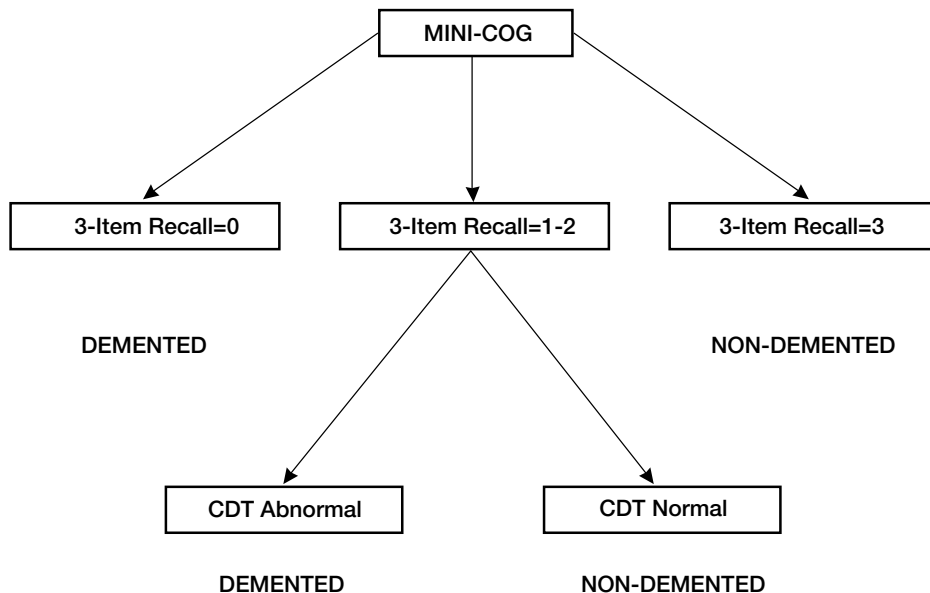 MINI-COG
3-Item Recall=0
3-Item Recall=1-2
3-Item Recall=3
DEMENTED
NON-DEMENTED
CDT Abnormal
CDT Normal
DEMENTED
NON-DEMENTED